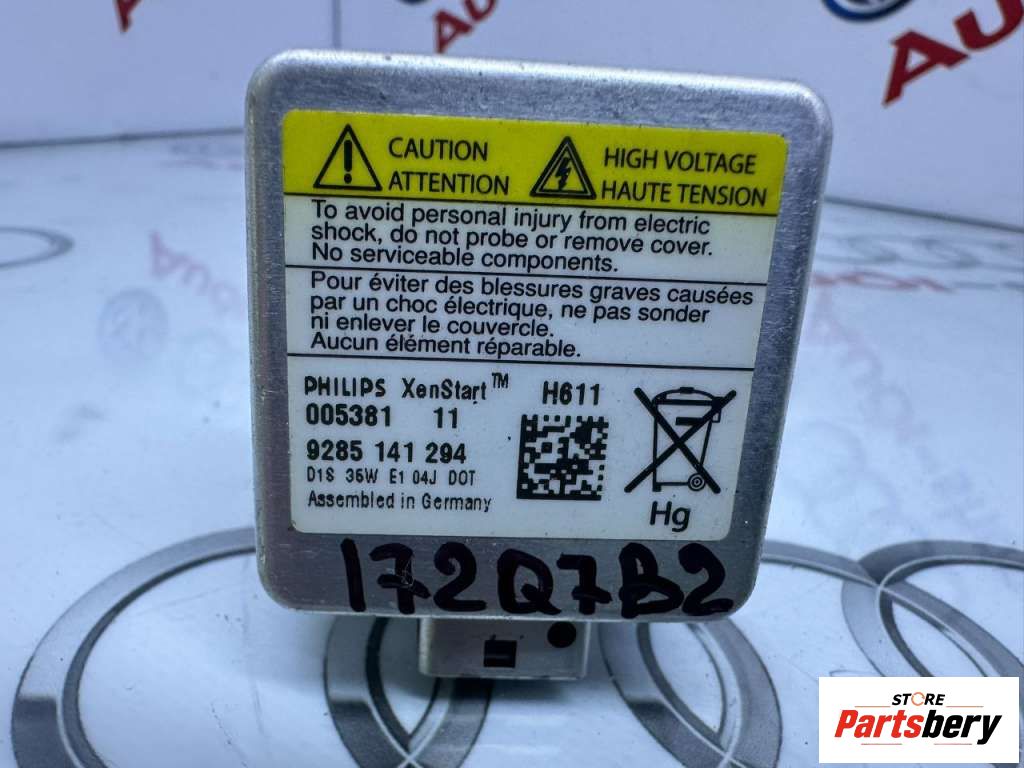 CAUTION
ATTENTION
HIGH VOLTAGE
HAUTE TENSION
To avoid personal injury from electric
shock, do not probe or remove cover.
No serviceable components.
Pour éviter des blessures graves causées
par un choc électrique, ne pas sonder
ni enlever le couvercle.
Aucun élément réparable.
PHILIPS XenStart™ H611
005381 11
9285 141 294
D1S 35W E1 04J DOT
Assembled in Germany
Hg
172Q7B2
STORE
Partsbery